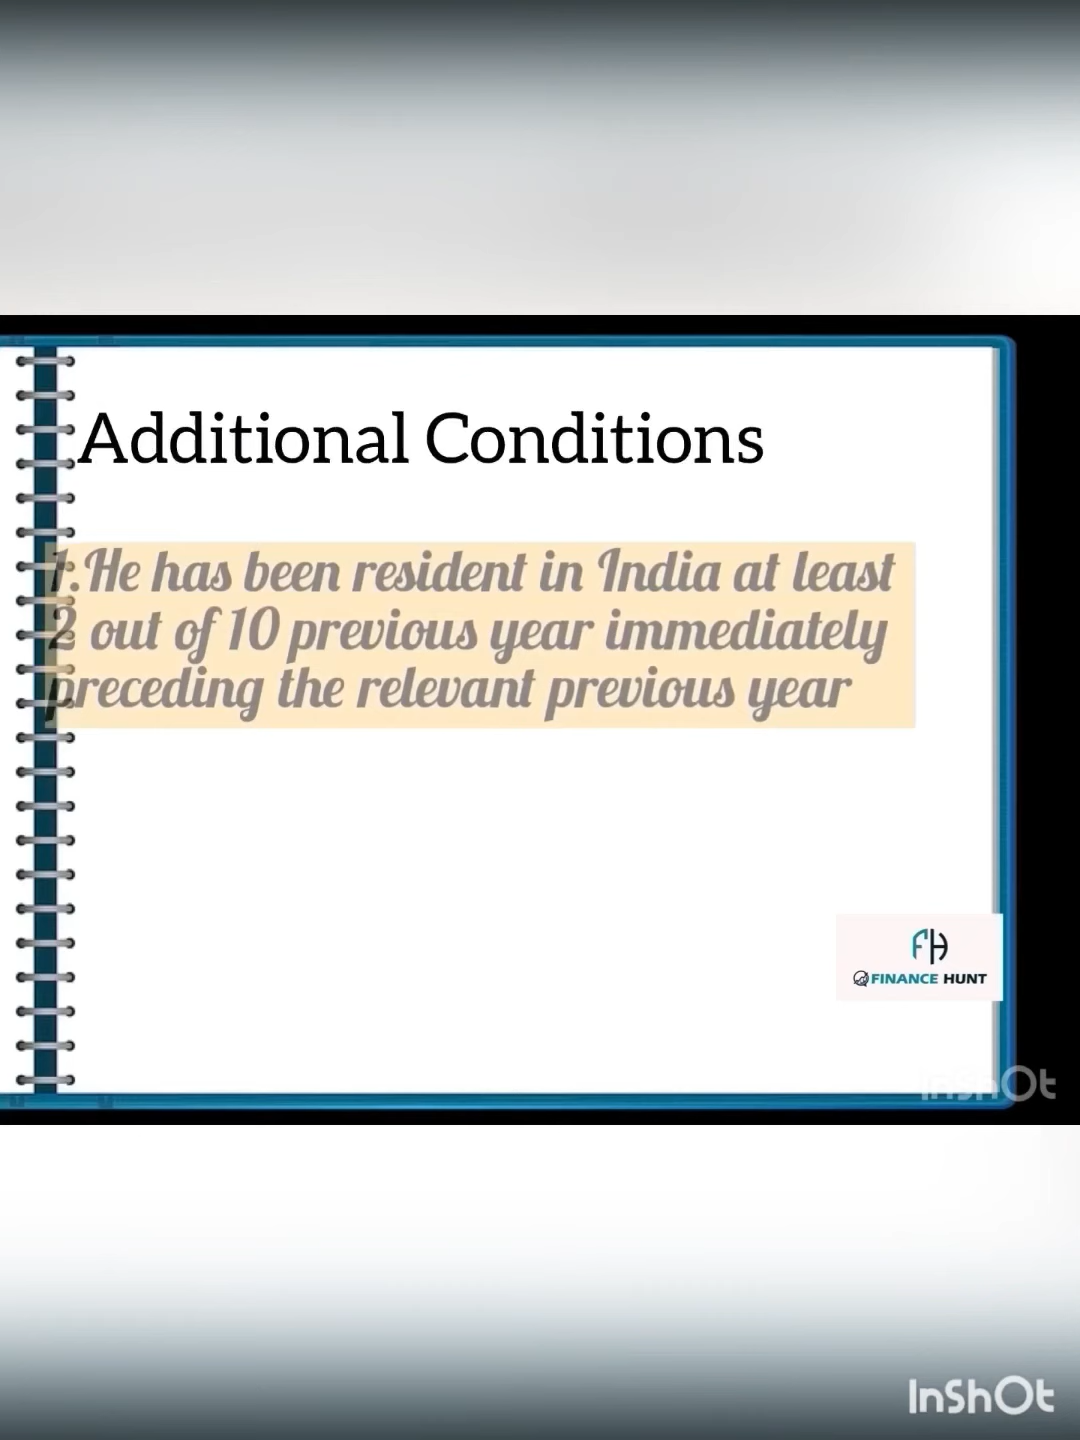 Additional Conditions
1.He has been resident in India at least
2 out of 10 previous year immediately
preceding the relevant previous year
FH
FINANCE HUNT
InShOt
InShOt